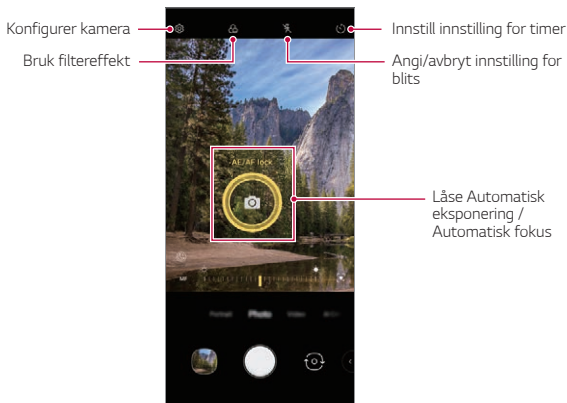 Konfigurer kamera
Innstill innstilling for timer
Bruk filtereffekt
Angi/avbryt innstilling for
blits
AE/AF lock
Låse Automatisk
eksponering /
Automatisk fokus
Portrait Photo Video